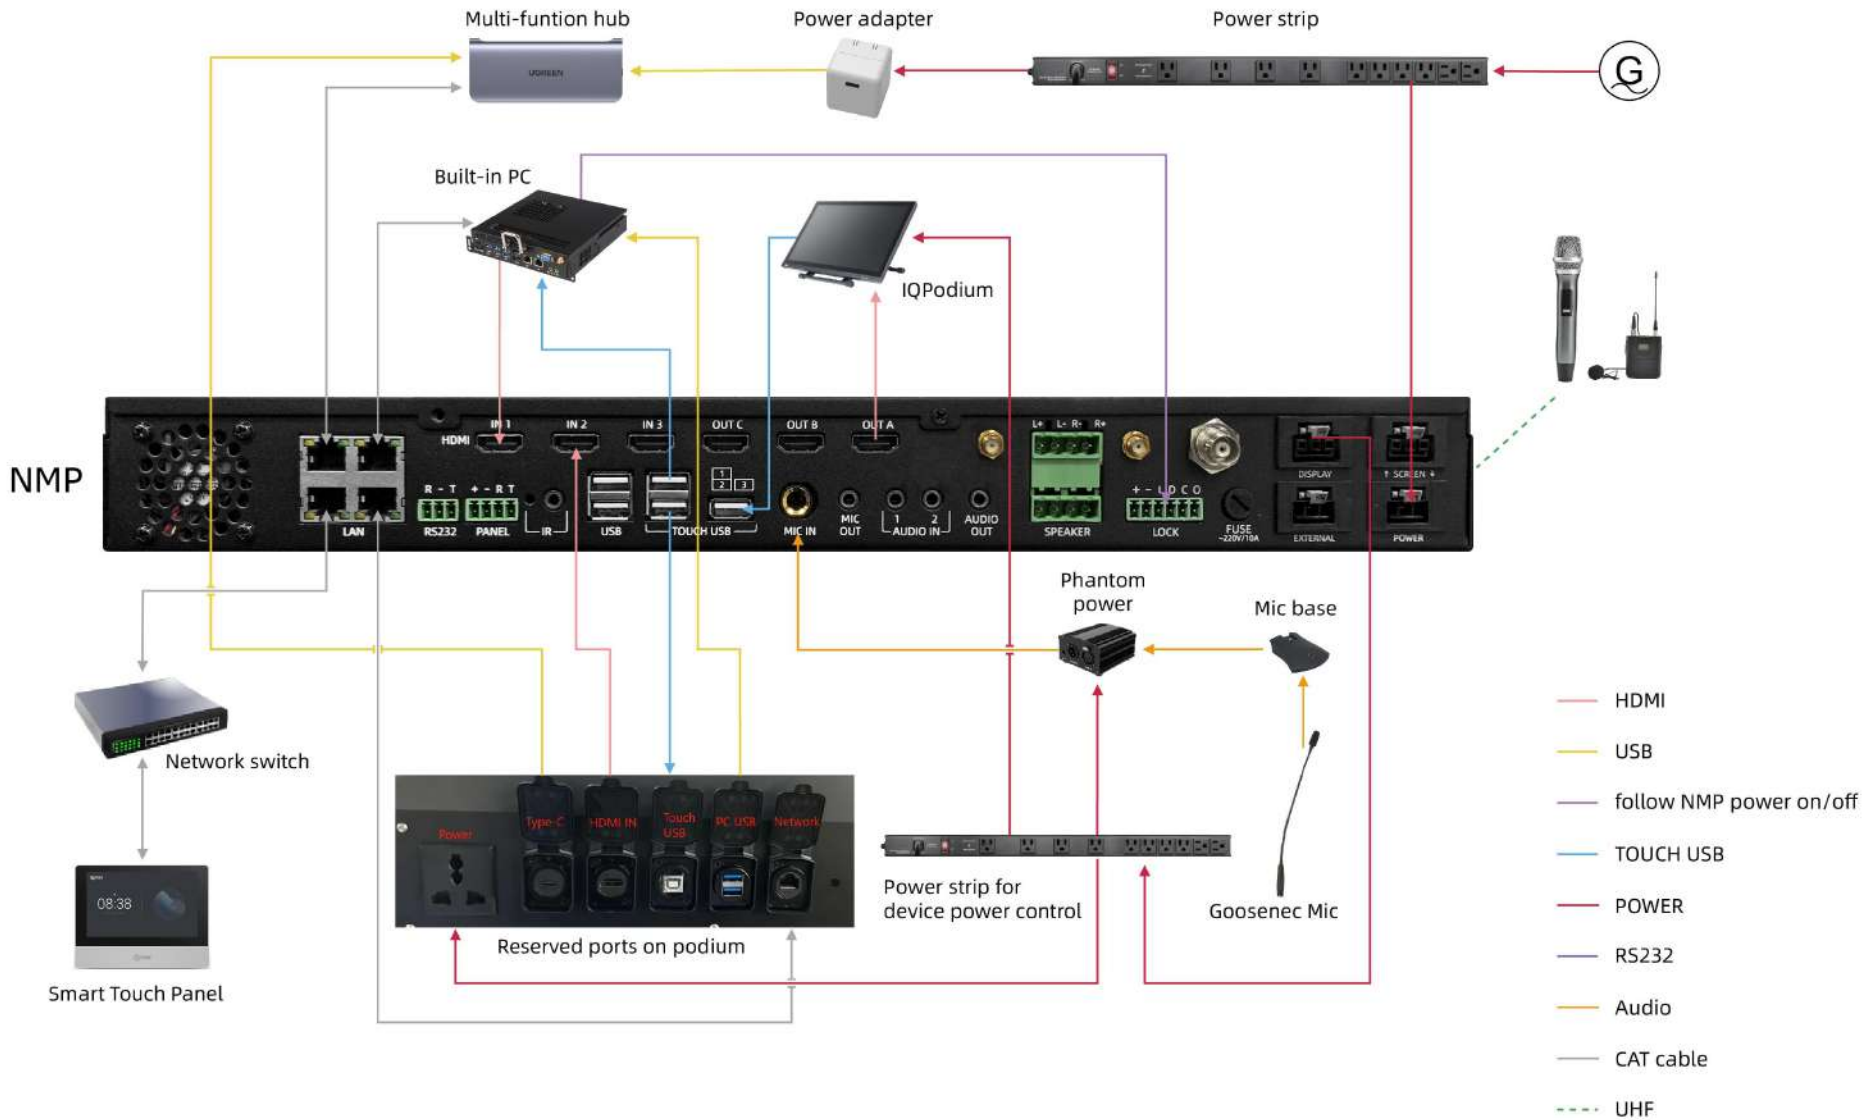 Multi-funtion hub
Power adapter
Power strip
UGREEN
G
Built-in PC
IQPodium
NMP
HDMI
IN 1
IN 2
IN 3
OUT C
OUT B
OUT A
L+ L- R- R+
DISPLAY
↑ SCREEN ↓
R - T
+ - R T
1
2
3
LAN
RS232
PANEL
IR
USB
TOUCH USB
MIC IN
MIC
OUT
1 2
AUDIO IN
AUDIO
OUT
SPEAKER
LOCK
FUSE
~220V/10A
EXTERNAL
POWER
Phantom
power
Mic base
Network switch
Power
Type-C
HDMI IN
Touch
USB
PC USB
Network
08:38
Smart Touch Panel
Reserved ports on podium
Power strip for
device power control
Goosenec Mic
HDMI
USB
follow NMP power on/off
TOUCH USB
POWER
RS232
Audio
CAT cable
UHF